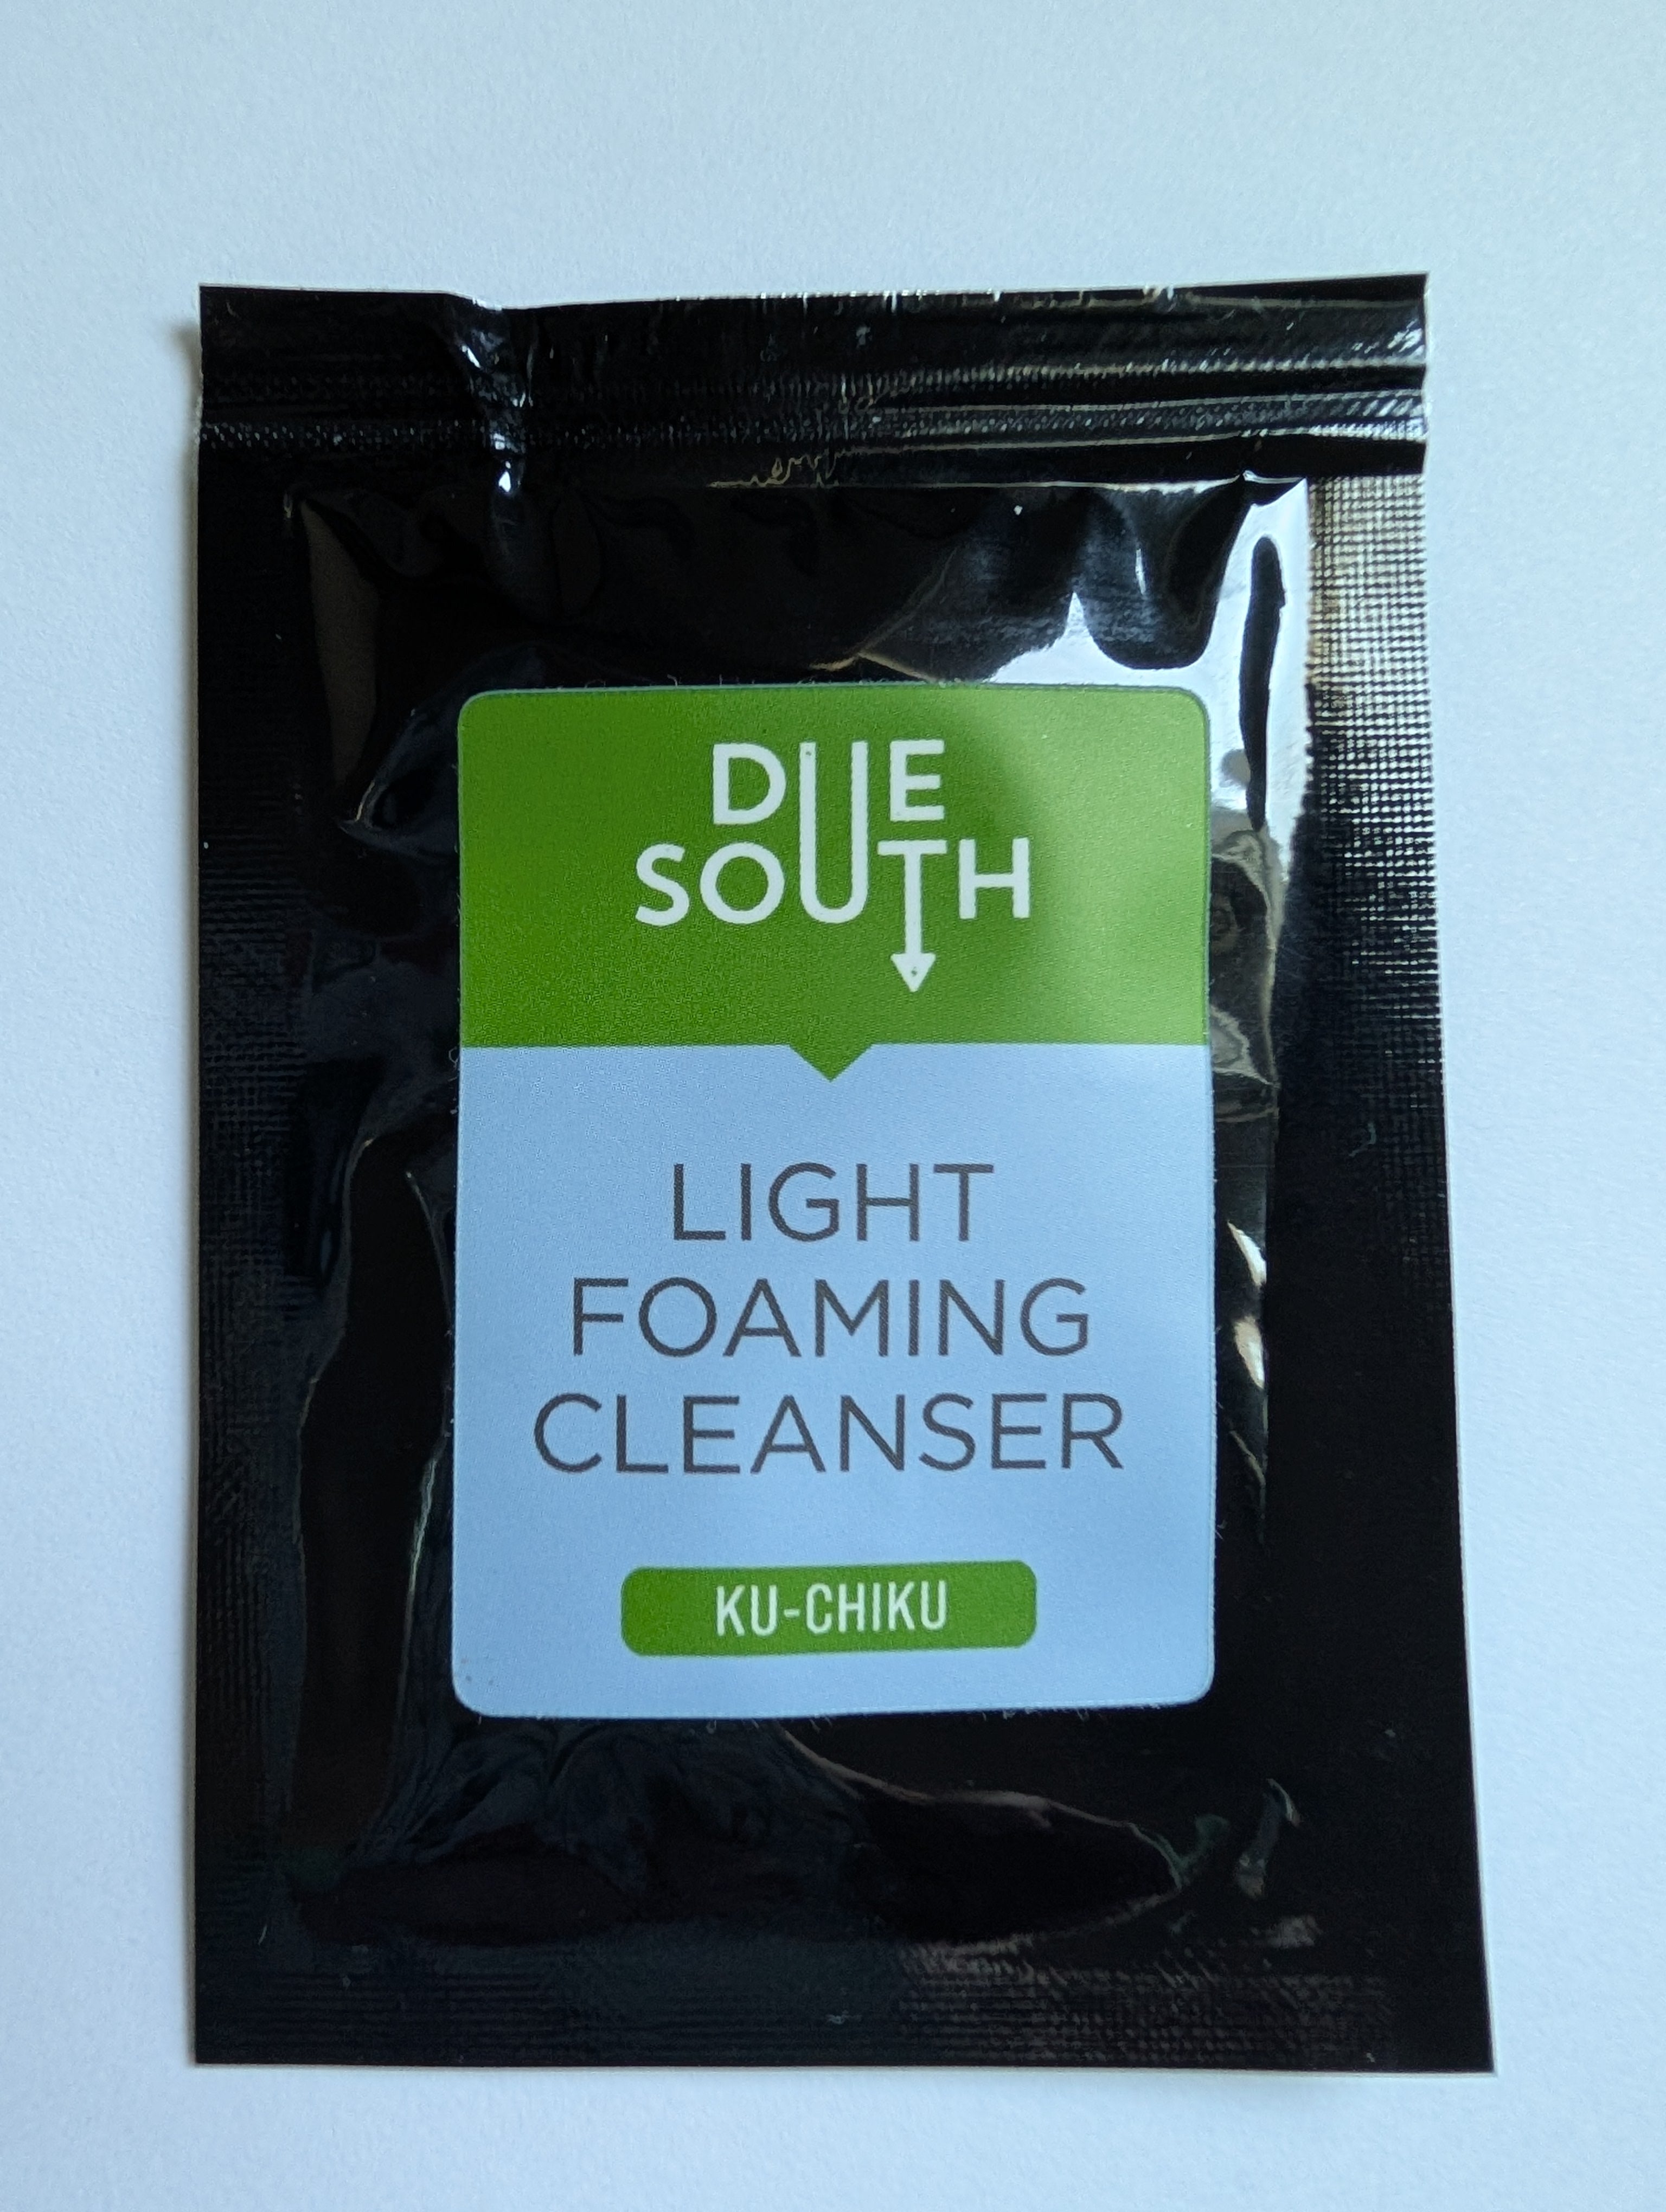 DUE
SOUTH
LIGHT
FOAMING
CLEANSER
KU-CHIKU